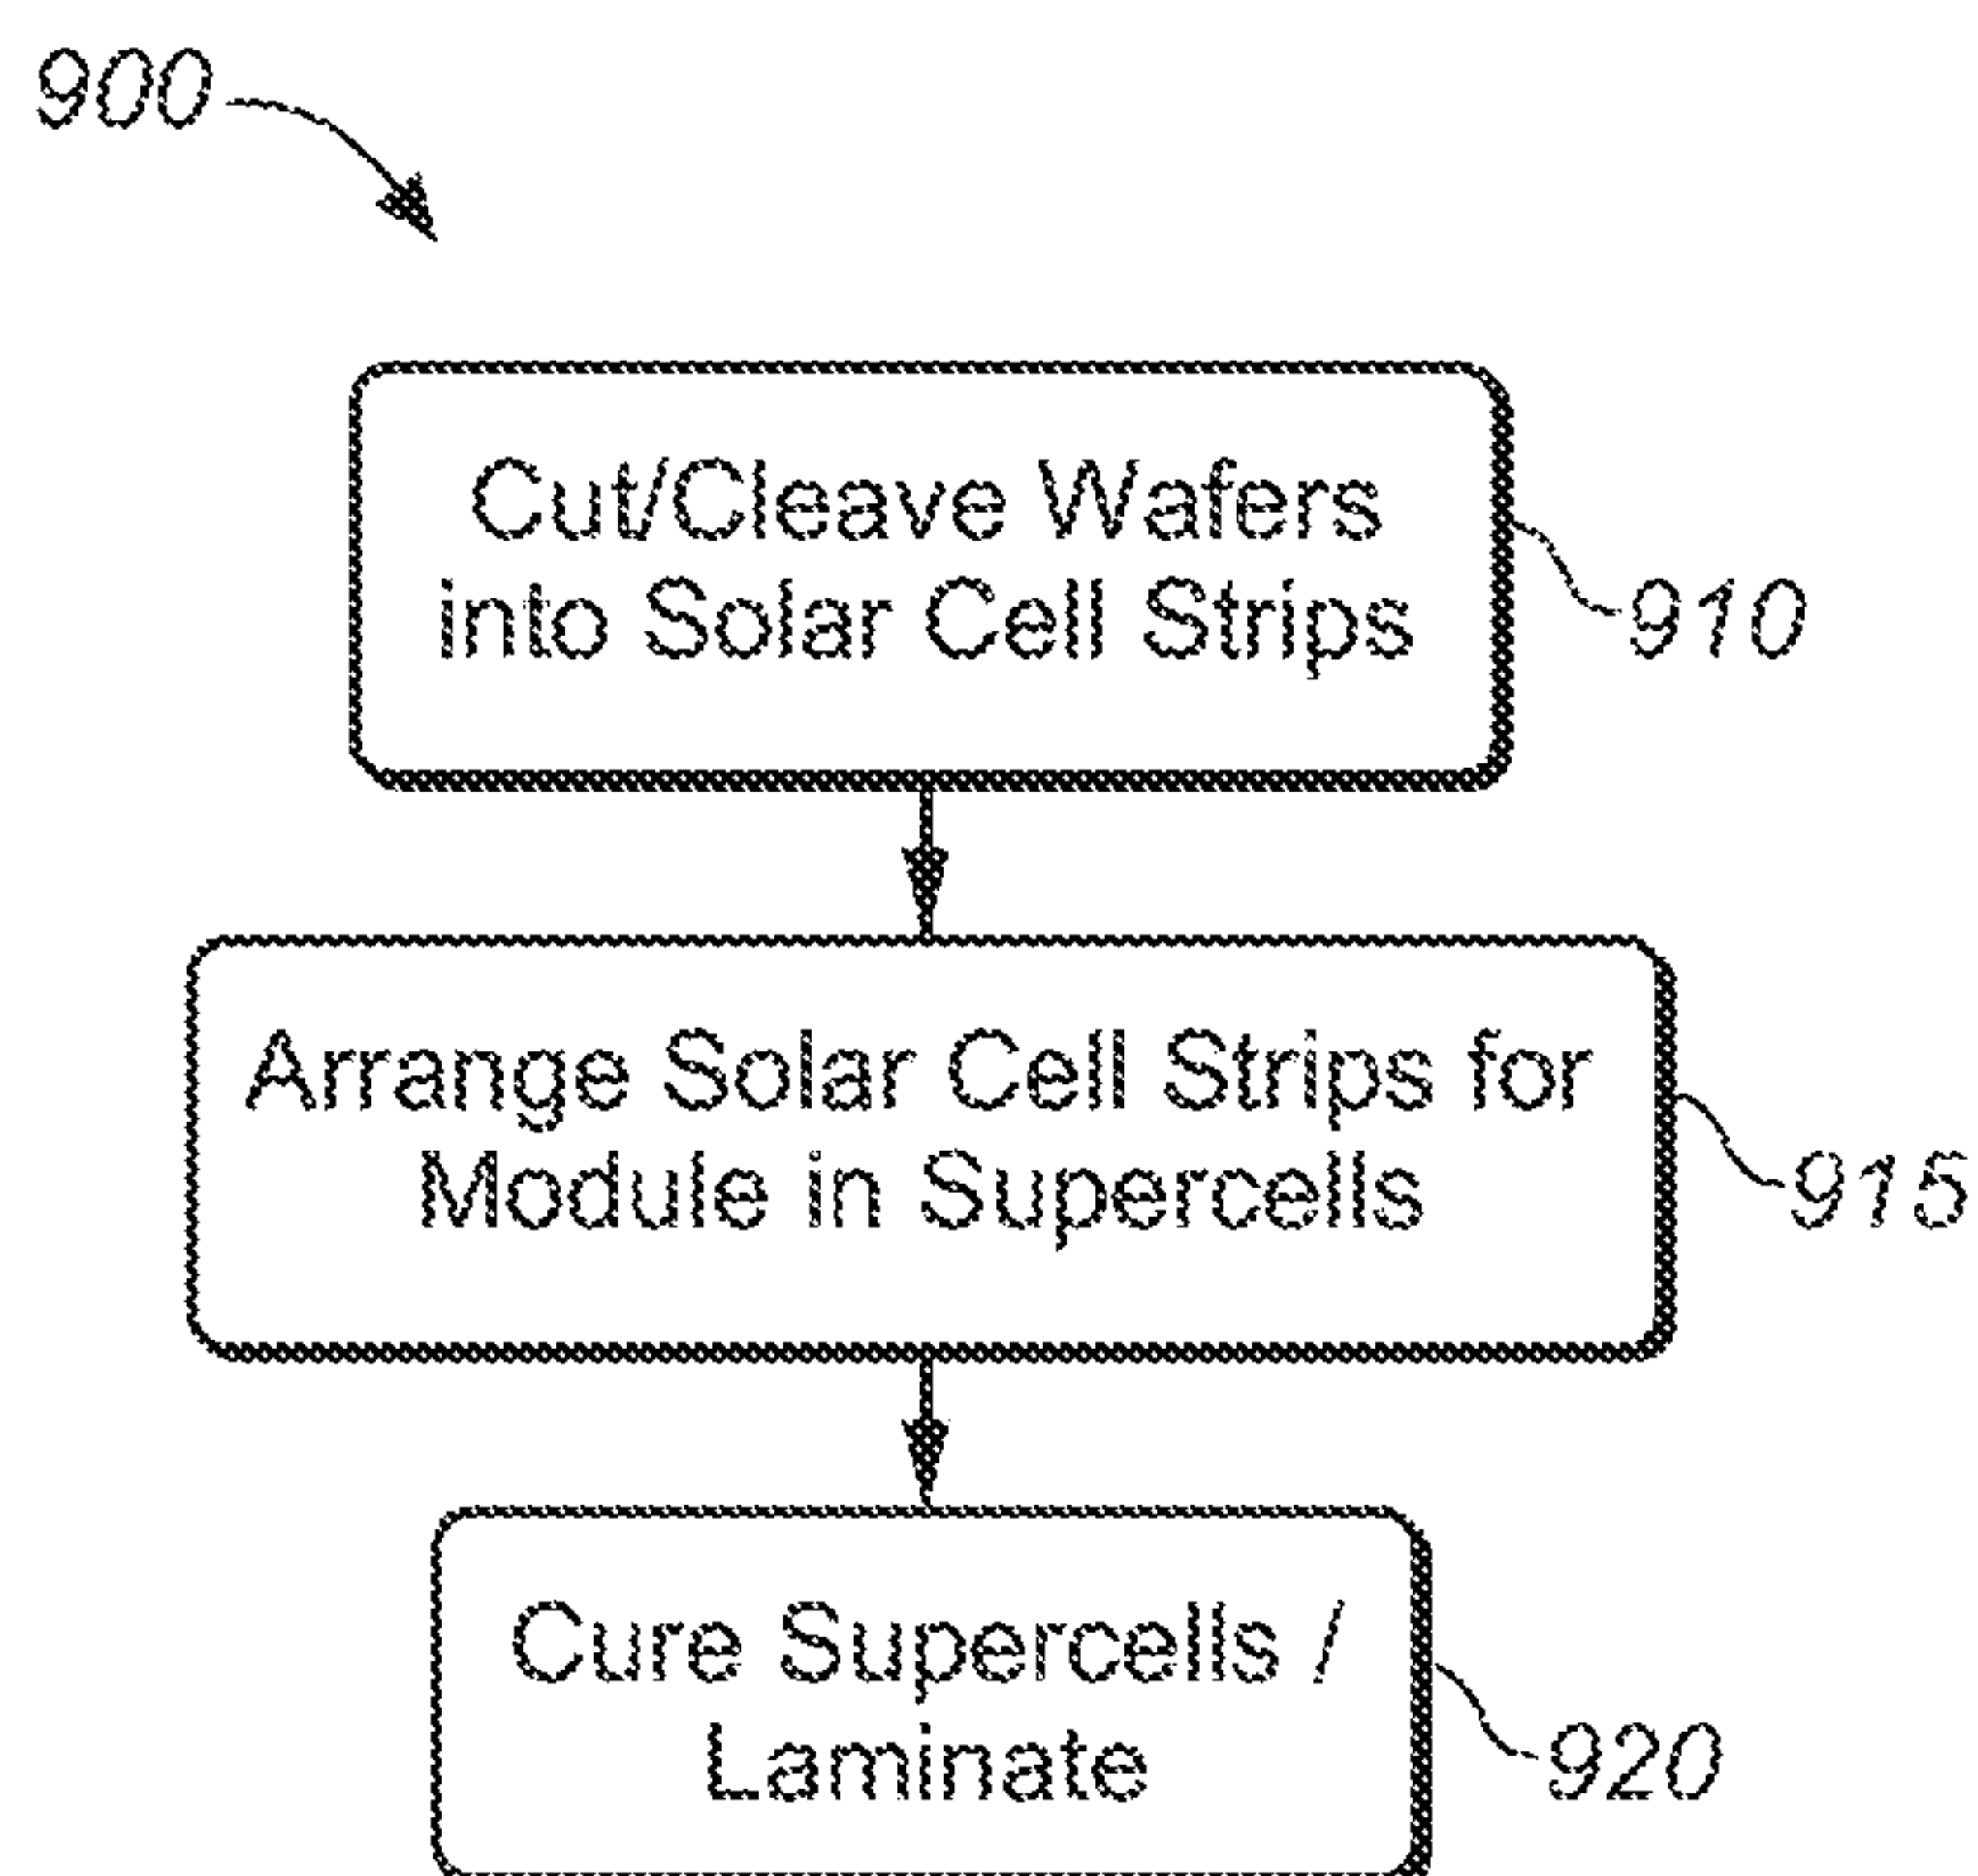 900
Cut/Cleave Wafers
into Solar Cell Strips
910
Arrange Solar Cell Strips for
Module in Supercells
915
Cure Supercells /
Laminate
920